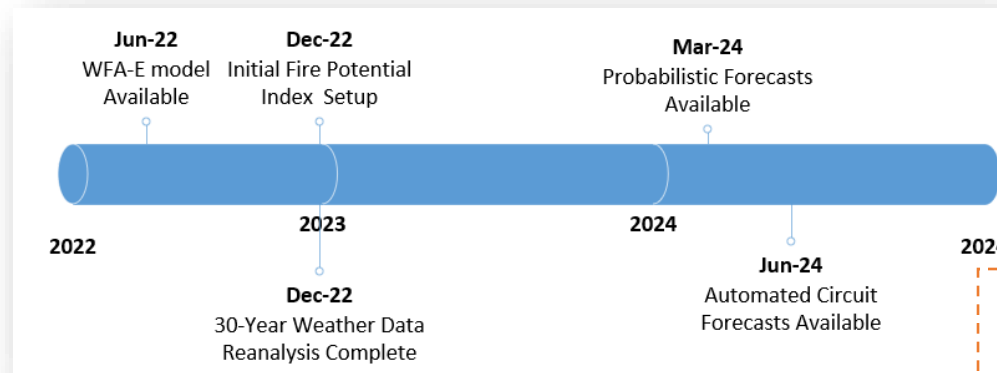 Jun-22
WFA-E model
Available
Dec-22
Initial Fire Potential
Index Setup
Mar-24
Probabilistic Forecasts
Available
2022
2023
2024
Dec-22
30-Year Weather Data
Reanalysis Complete
Jun-24
Automated Circuit
Forecasts Available